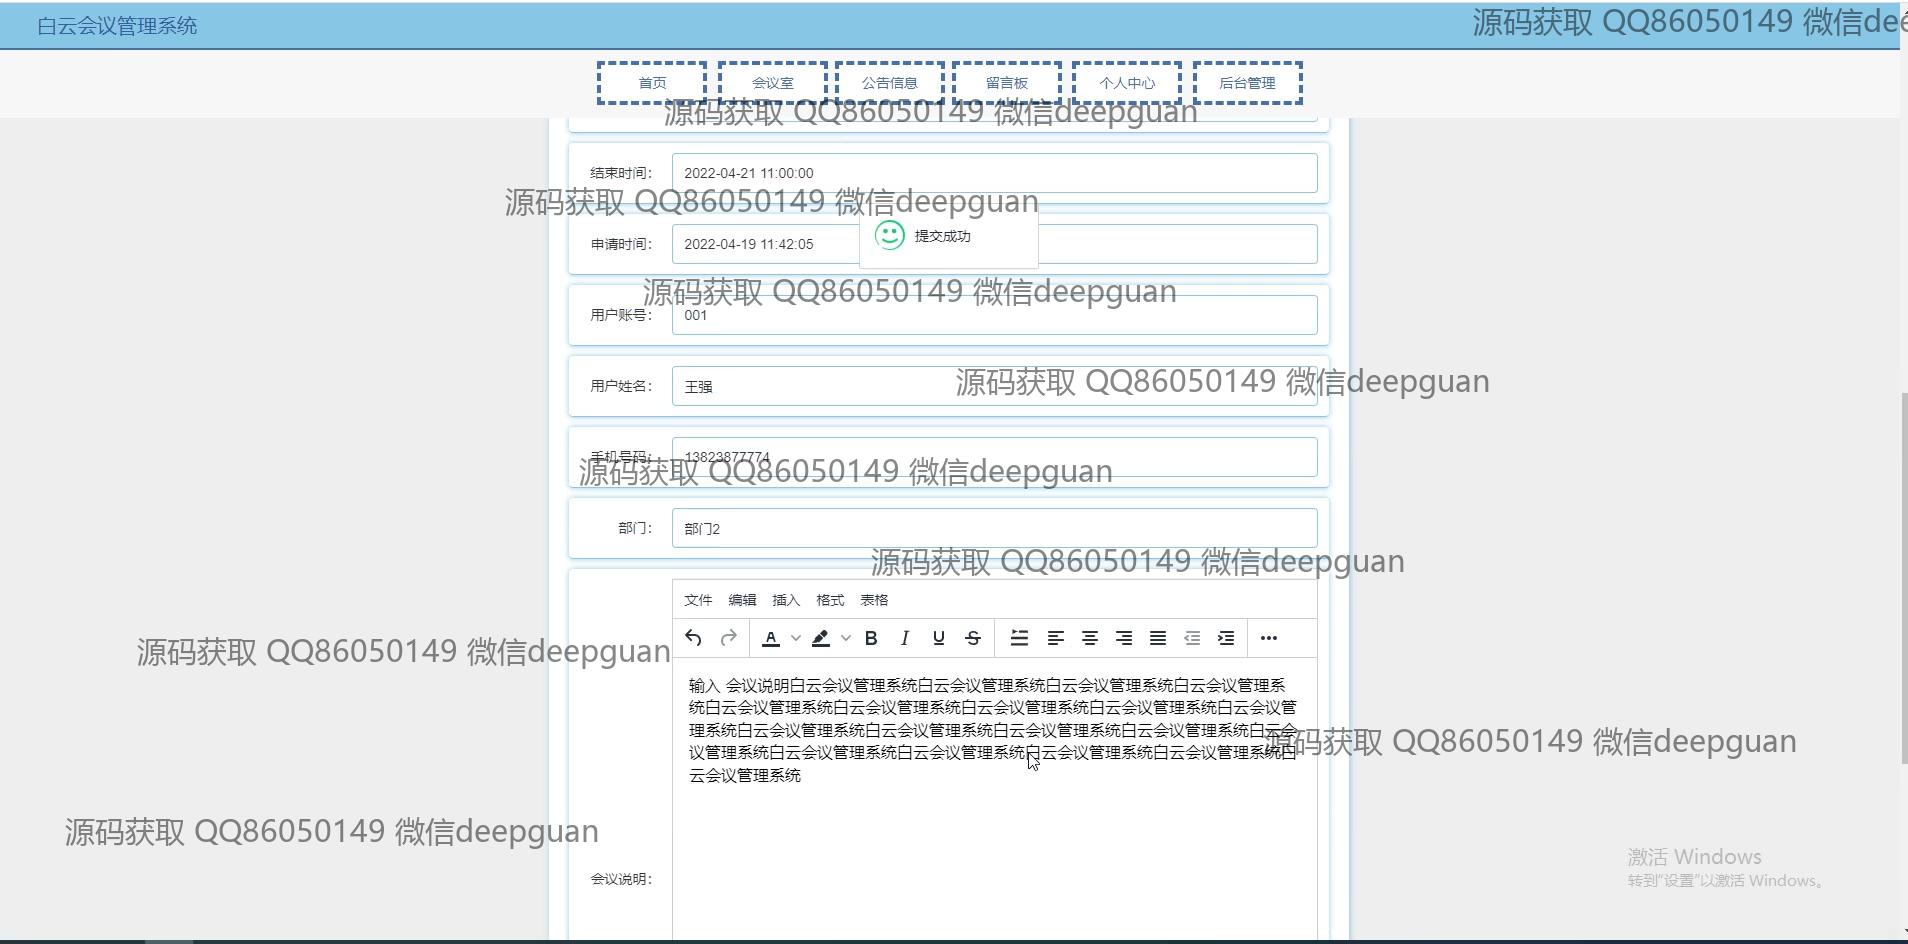 白云会议管理系统
源码获取 QQ86050149 微信dee
首页 会议室 公告信息 留言板 个人中心 后台管理
源码获取 QQ86050149 微信deepguan
结束时间： 2022-04-21 11:00:00
源码获取 QQ86050149 微信deepguan
提交成功
申请时间： 2022-04-19 11:42:05
源码获取 QQ86050149 微信deepguan
用户账号： 001
用户姓名： 王强
源码获取 QQ86050149 微信deepguan
手机号码： 13823877774
源码获取 QQ86050149 微信deepguan
部门： 部门2
源码获取 QQ86050149 微信deepguan
文件 编辑 插入 格式 表格
源码获取 QQ86050149 微信deepguan
输入 会议说明白云会议管理系统白云会议管理系统白云会议管理系统白云会议管理系
统白云会议管理系统白云会议管理系统白云会议管理系统白云会议管理系统白云会议管
理系统白云会议管理系统白云会议管理系统白云会议管理系统白云会议管理系统白云会
议管理系统白云会议管理系统白云会议管理系统白云会议管理系统白云会议管理系统白
云会议管理系统
源码获取 QQ86050149 微信deepguan
源码获取 QQ86050149 微信deepguan
会议说明：
激活 Windows
转到“设置”以激活 Windows。